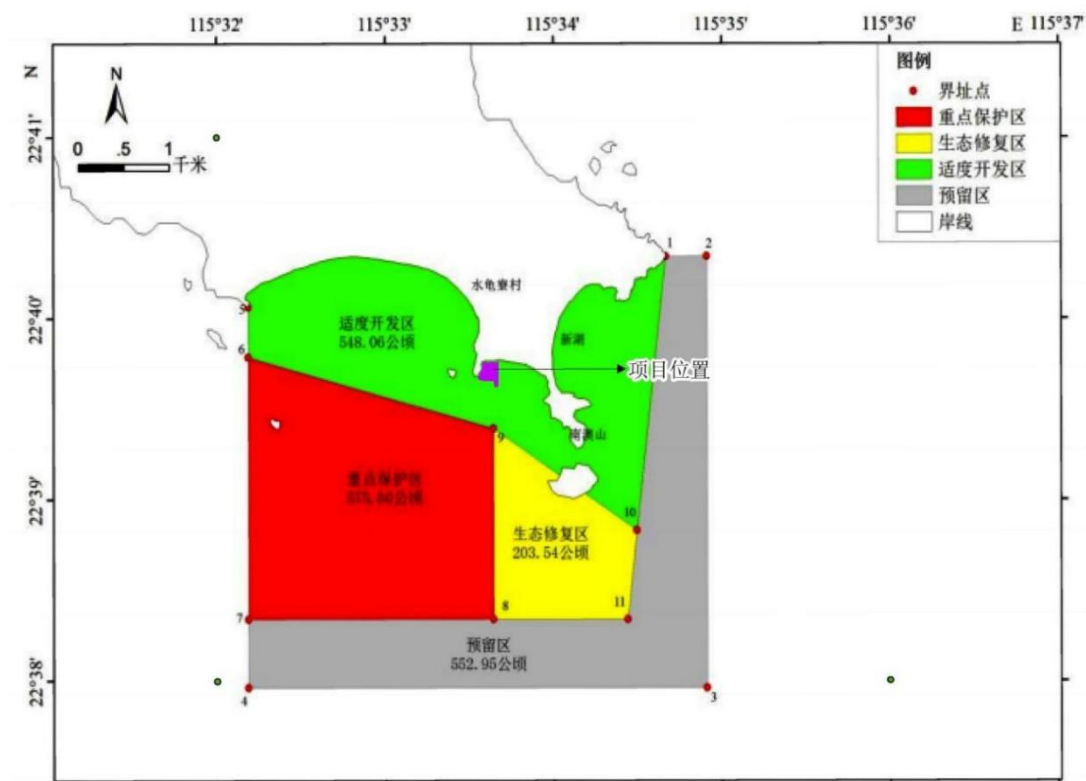 115°32' 115°33' 115°34' 115°35' 115°36' E 115°37'
N
N
22°41'
0 .5 1
千米
图例
界址点
重点保护区
生态修复区
适度开发区
预留区
岸线
1 2
水龟寮村
22°40'
5
适度开发区
548.06公顷
新湖
6
项目位置
9
南澳山
22°39'
重点保护区
10
生态修复区
203.54公顷
7 8 11
预留区
552.95公顷
22°38'
4 3